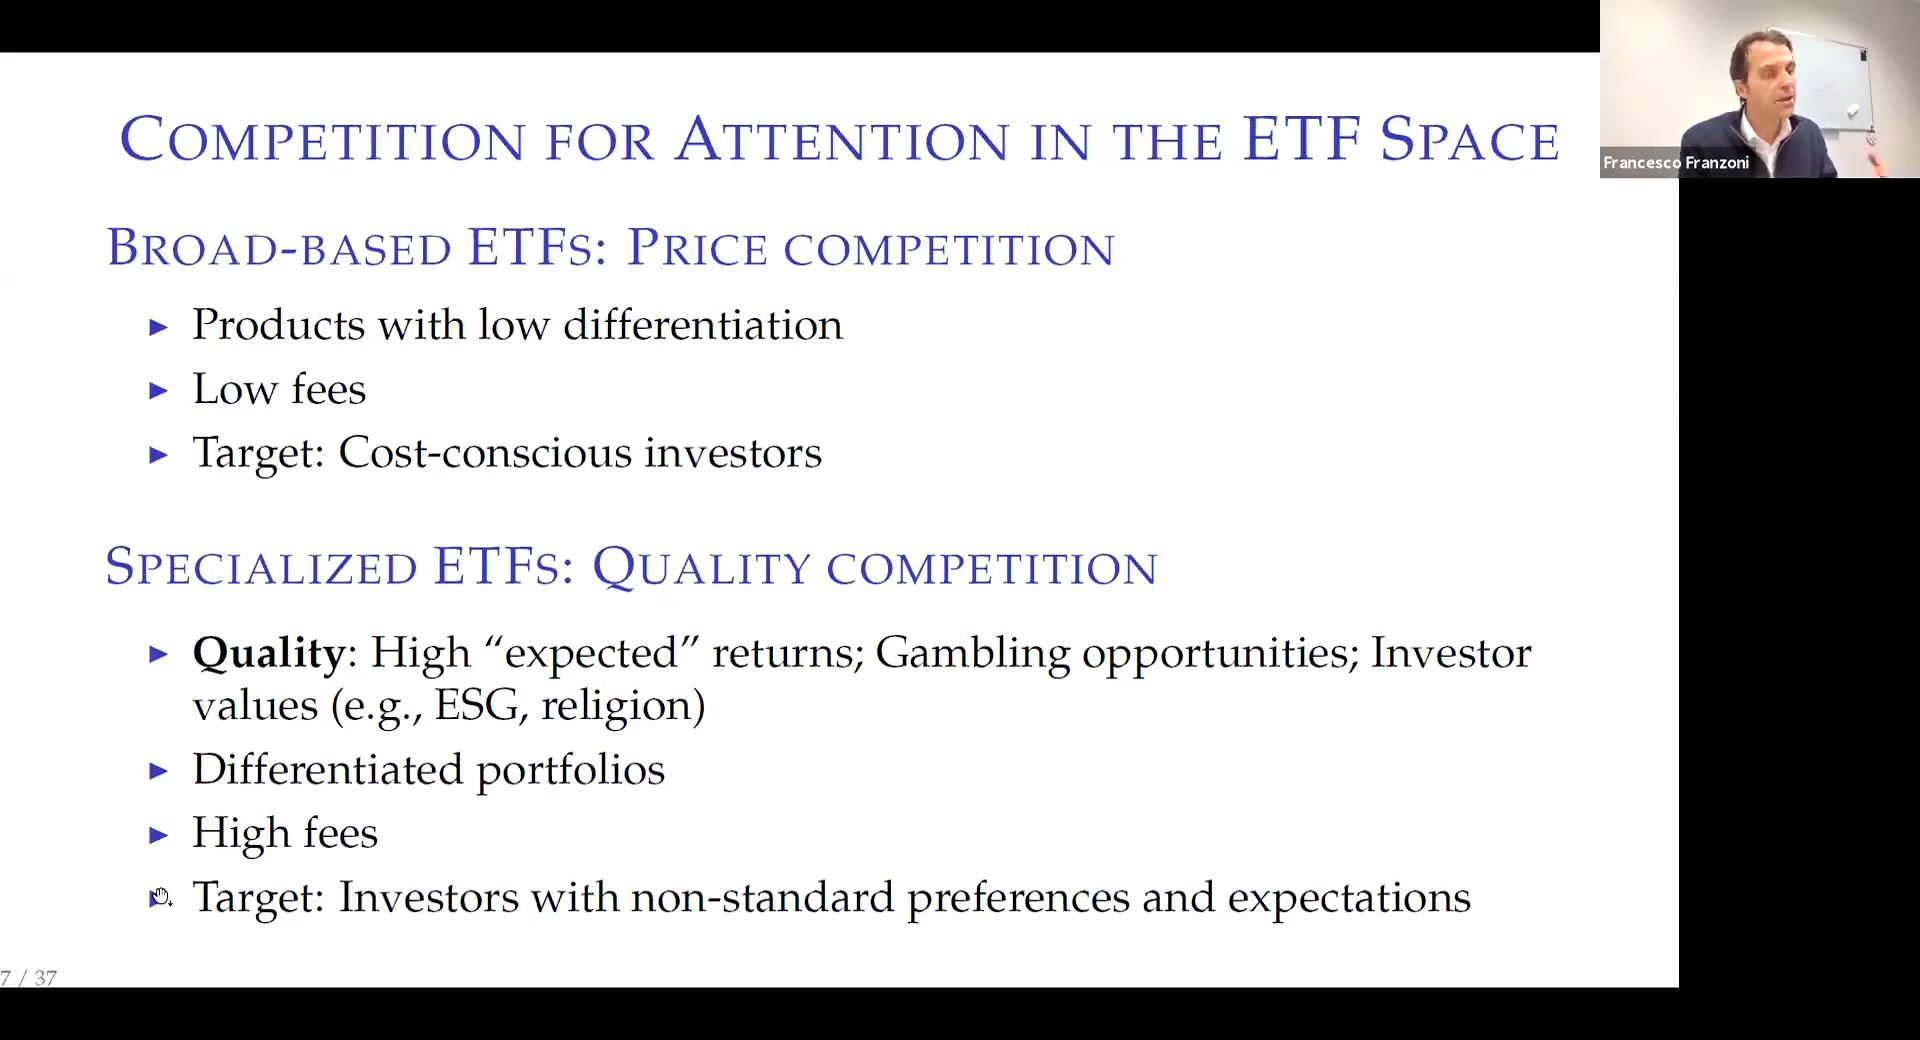 COMPETITION FOR ATTENTION IN THE ETF SPACE
Francesco Franzoni
BROAD-BASED ETFS: PRICE COMPETITION
Products with low differentiation
Low fees
Target: Cost-conscious investors
SPECIALIZED ETFS: QUALITY COMPETITION
Quality: High “expected” returns; Gambling opportunities; Investor
values (e.g., ESG, religion)
Differentiated portfolios
High fees
Target: Investors with non-standard preferences and expectations
7 / 37